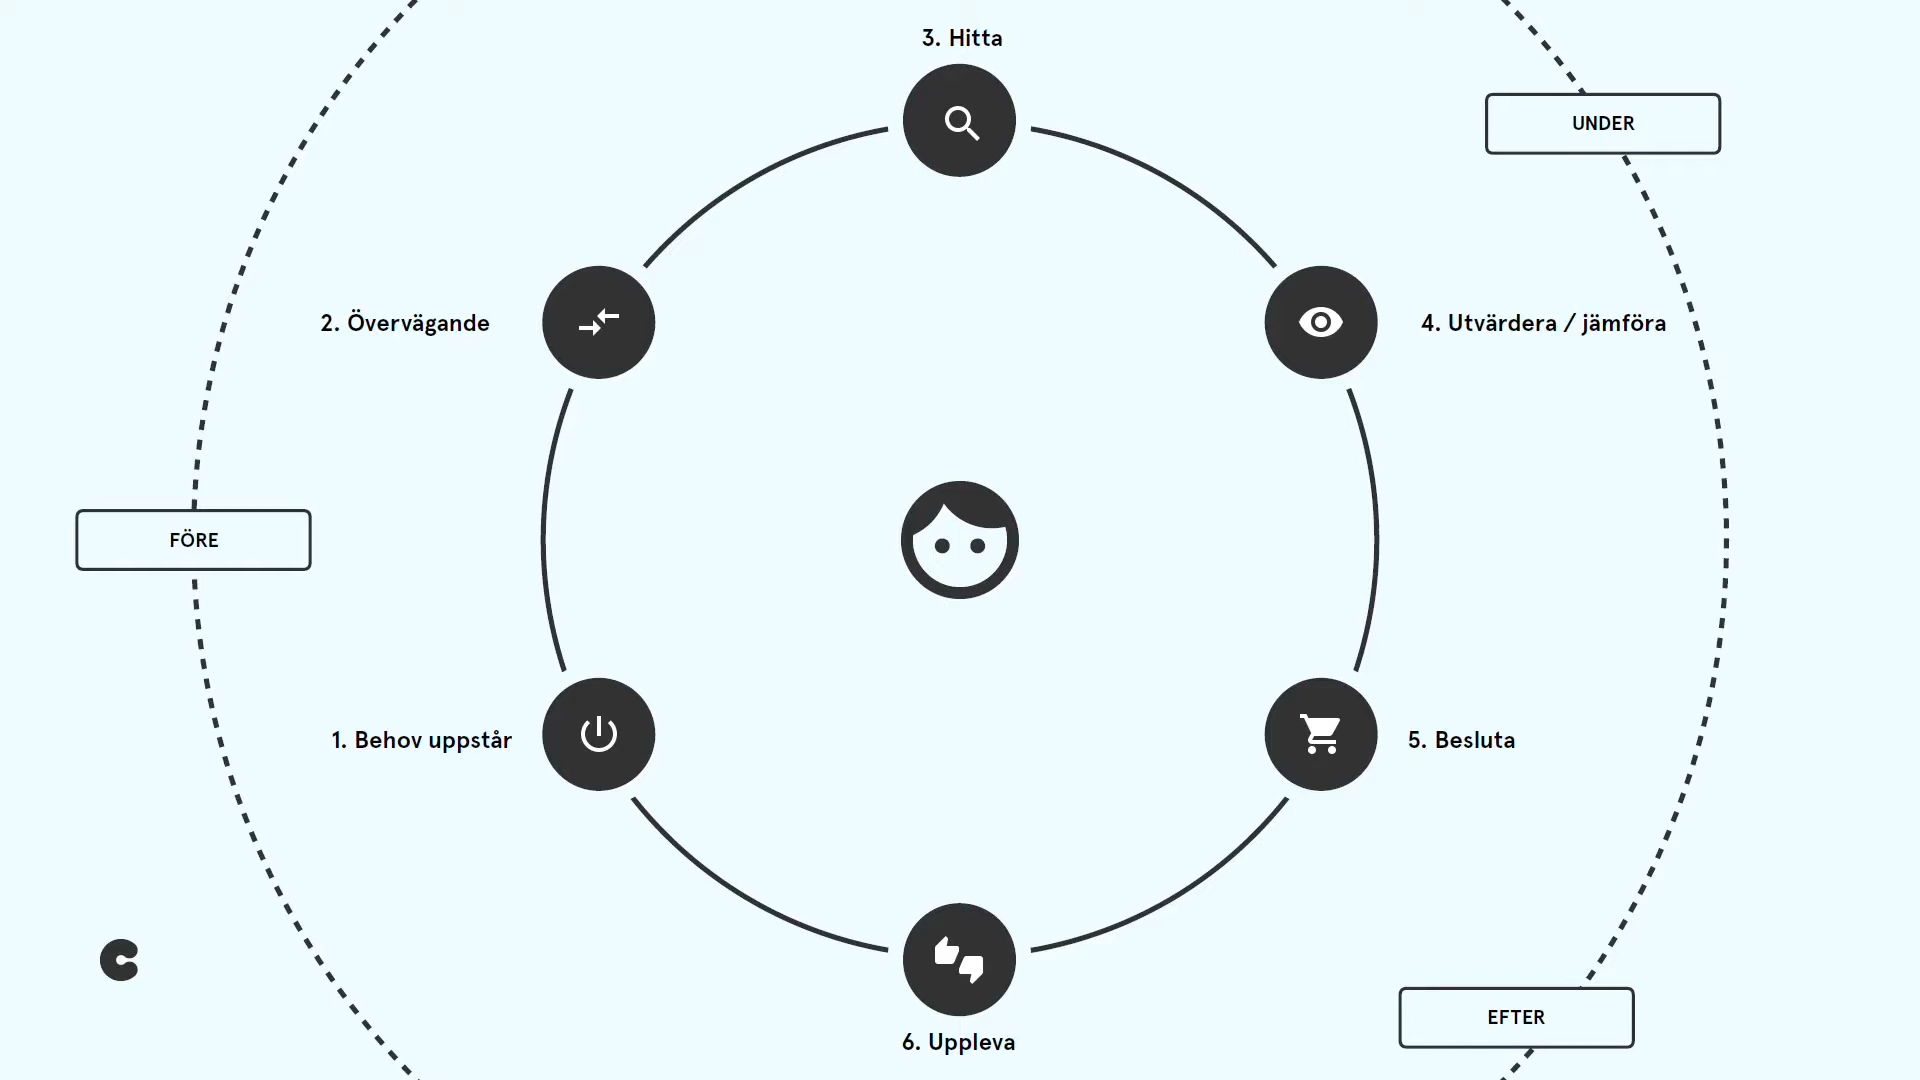 3. Hitta
UNDER
2. Övervägande
4. Utvärdera / jämföra
FÖRE
1. Behov uppstår
5. Besluta
EFTER
6. Uppleva